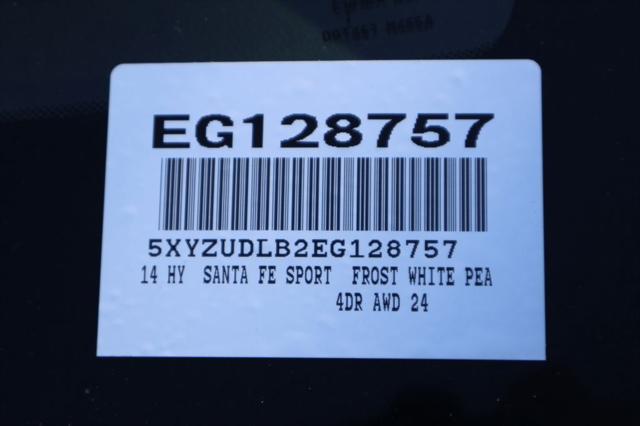 EG128757
5XYZUDLB2EG128757
14 HY SANTA FE SPORT FROST WHITE PEA
4DR AWD 24